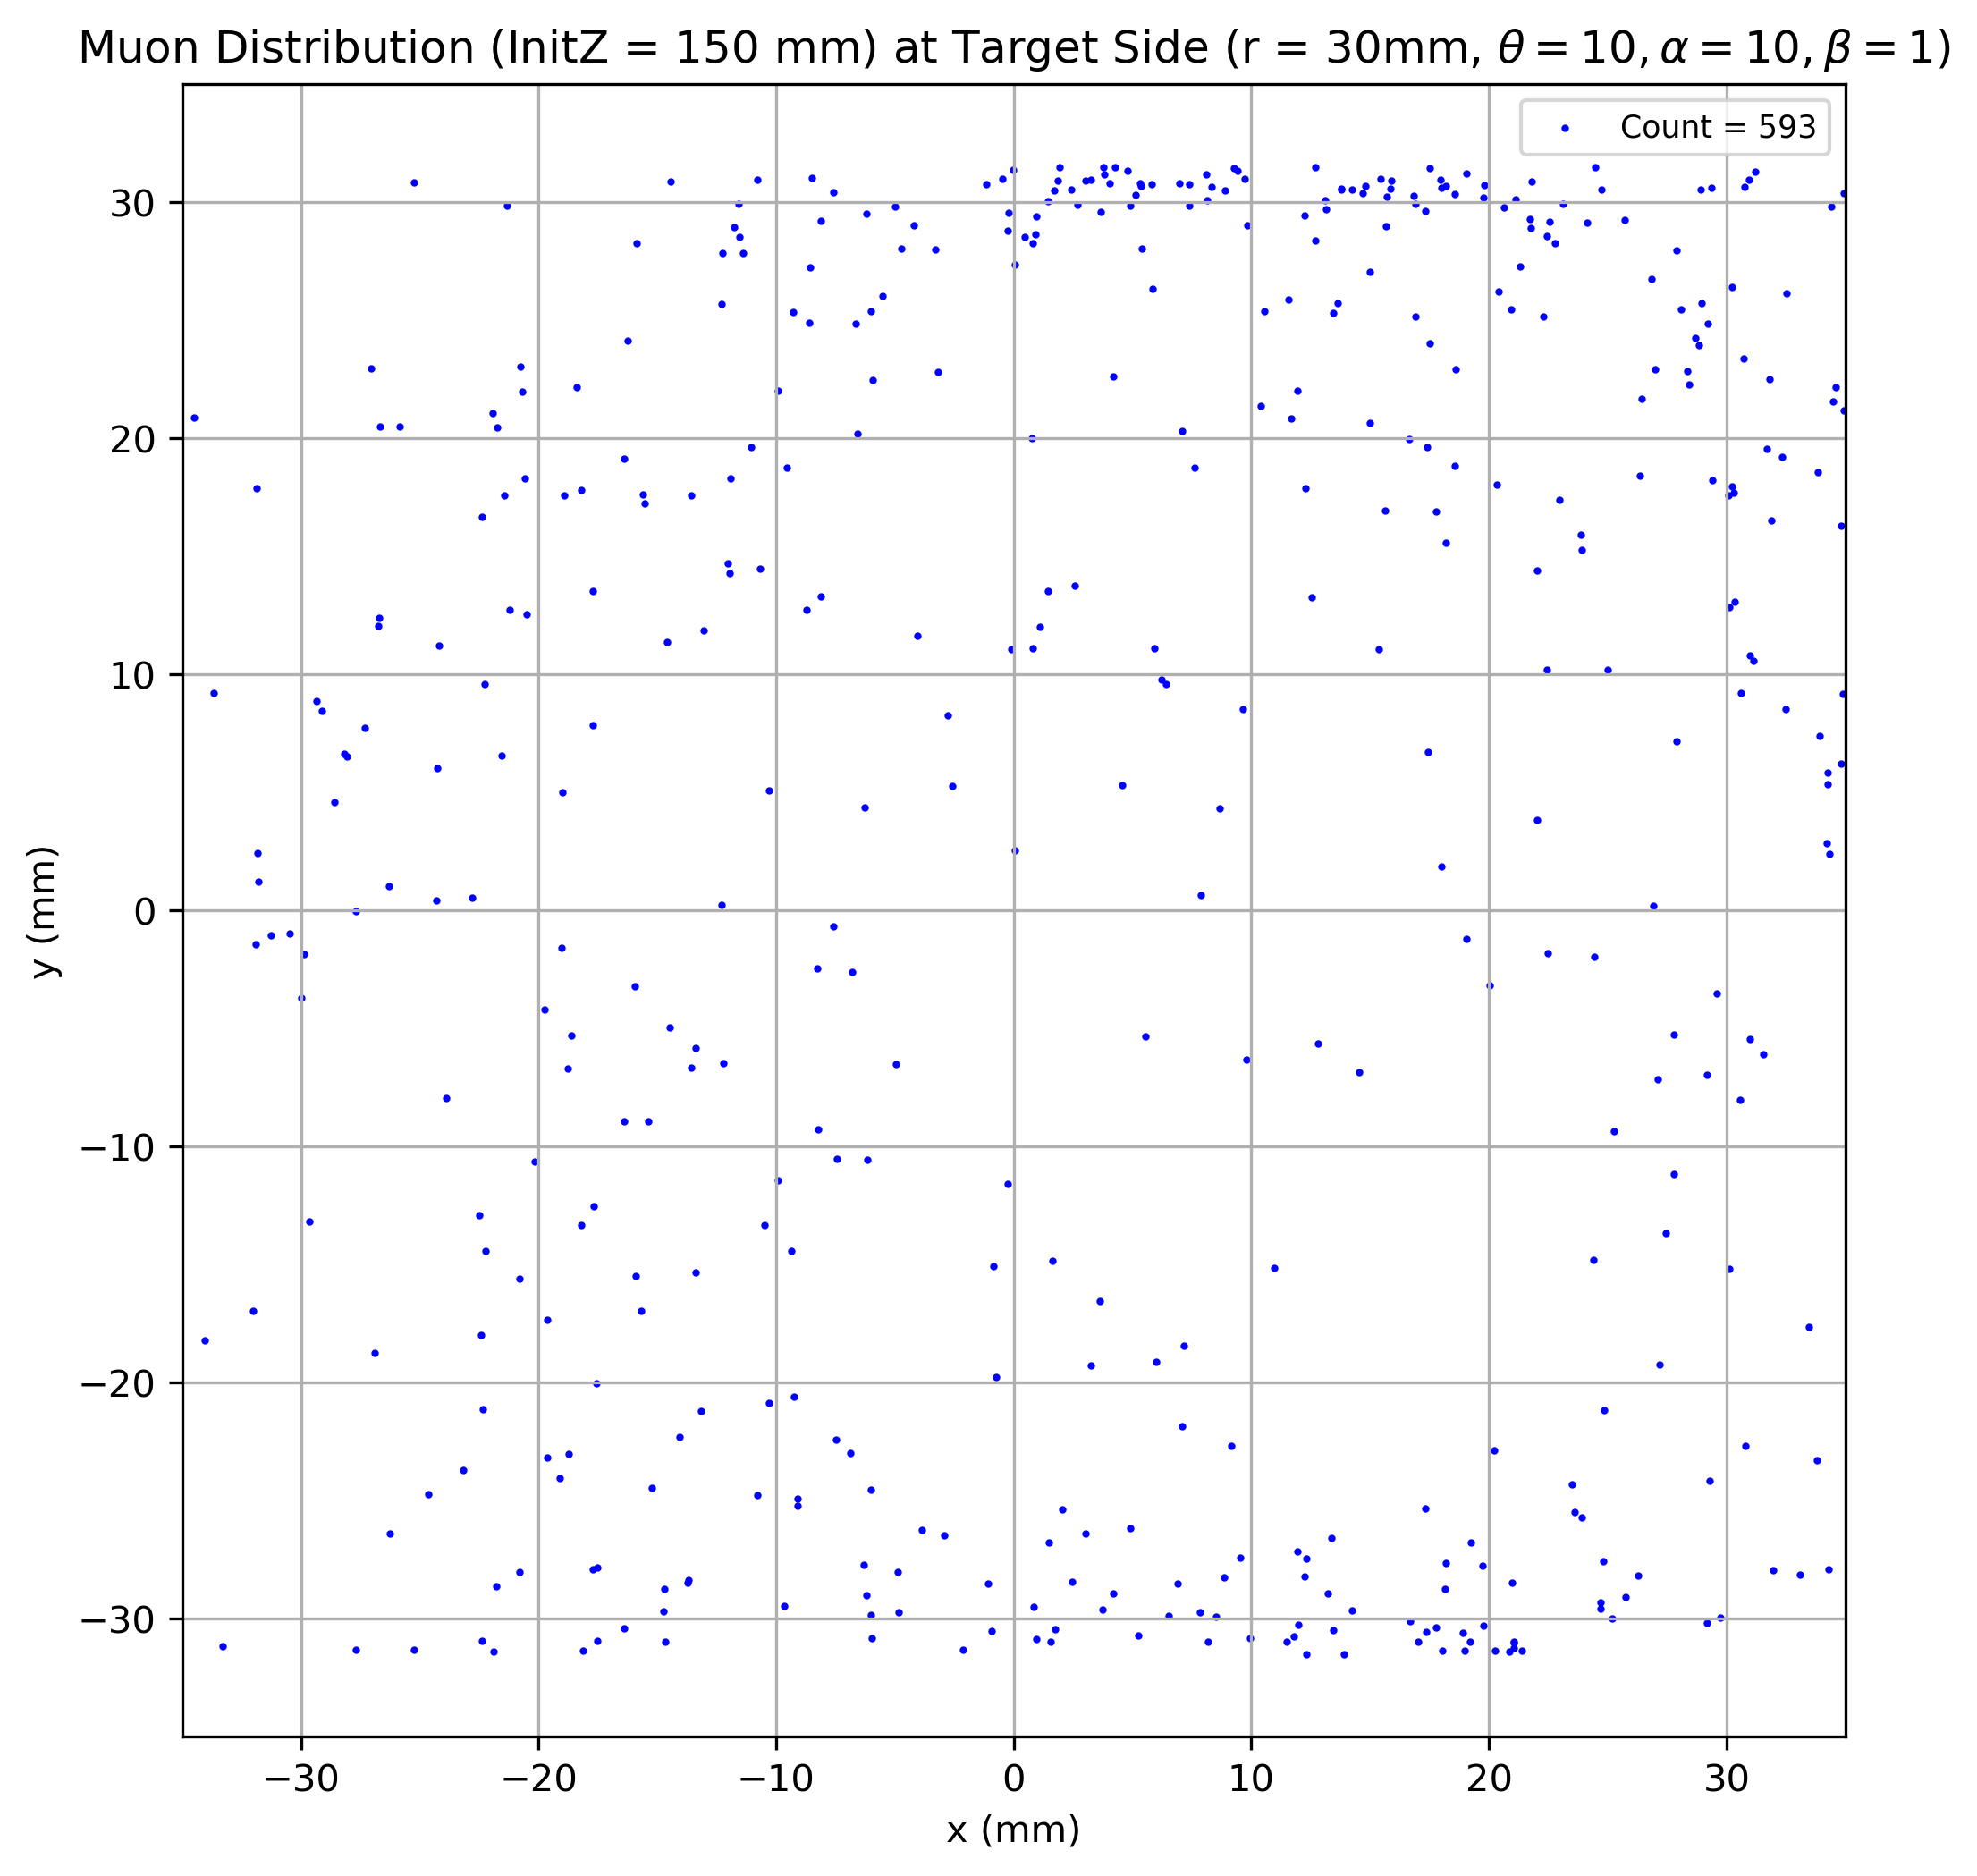 Muon Distribution (InitZ = 150 mm) at Target Side (r = 30mm, θ = 10, α = 10, β = 1)
Count = 593
30
20
10
0
−10
−20
−30
y (mm)
−30 −20 −10 0 10 20 30
x (mm)